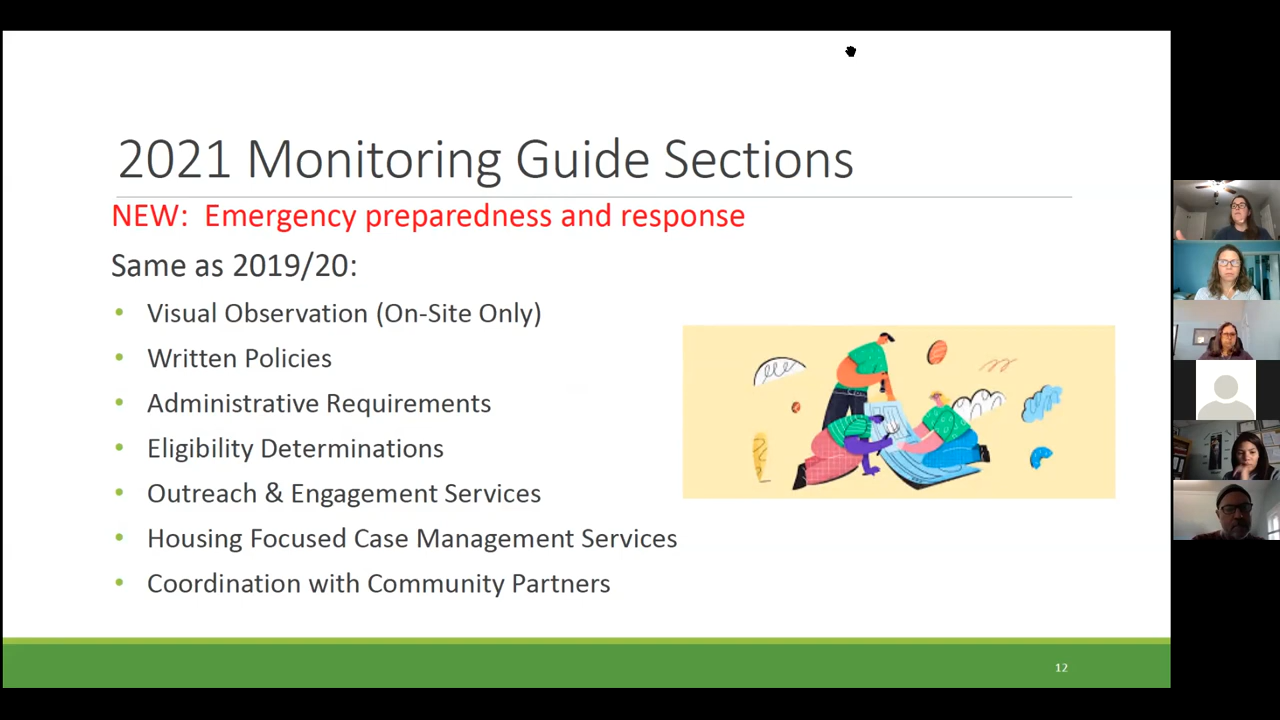 2021 Monitoring Guide Sections
NEW: Emergency preparedness and response
Same as 2019/20:
• Visual Observation (On-Site Only)
• Written Policies
• Administrative Requirements
• Eligibility Determinations
• Outreach & Engagement Services
• Housing Focused Case Management Services
• Coordination with Community Partners
12